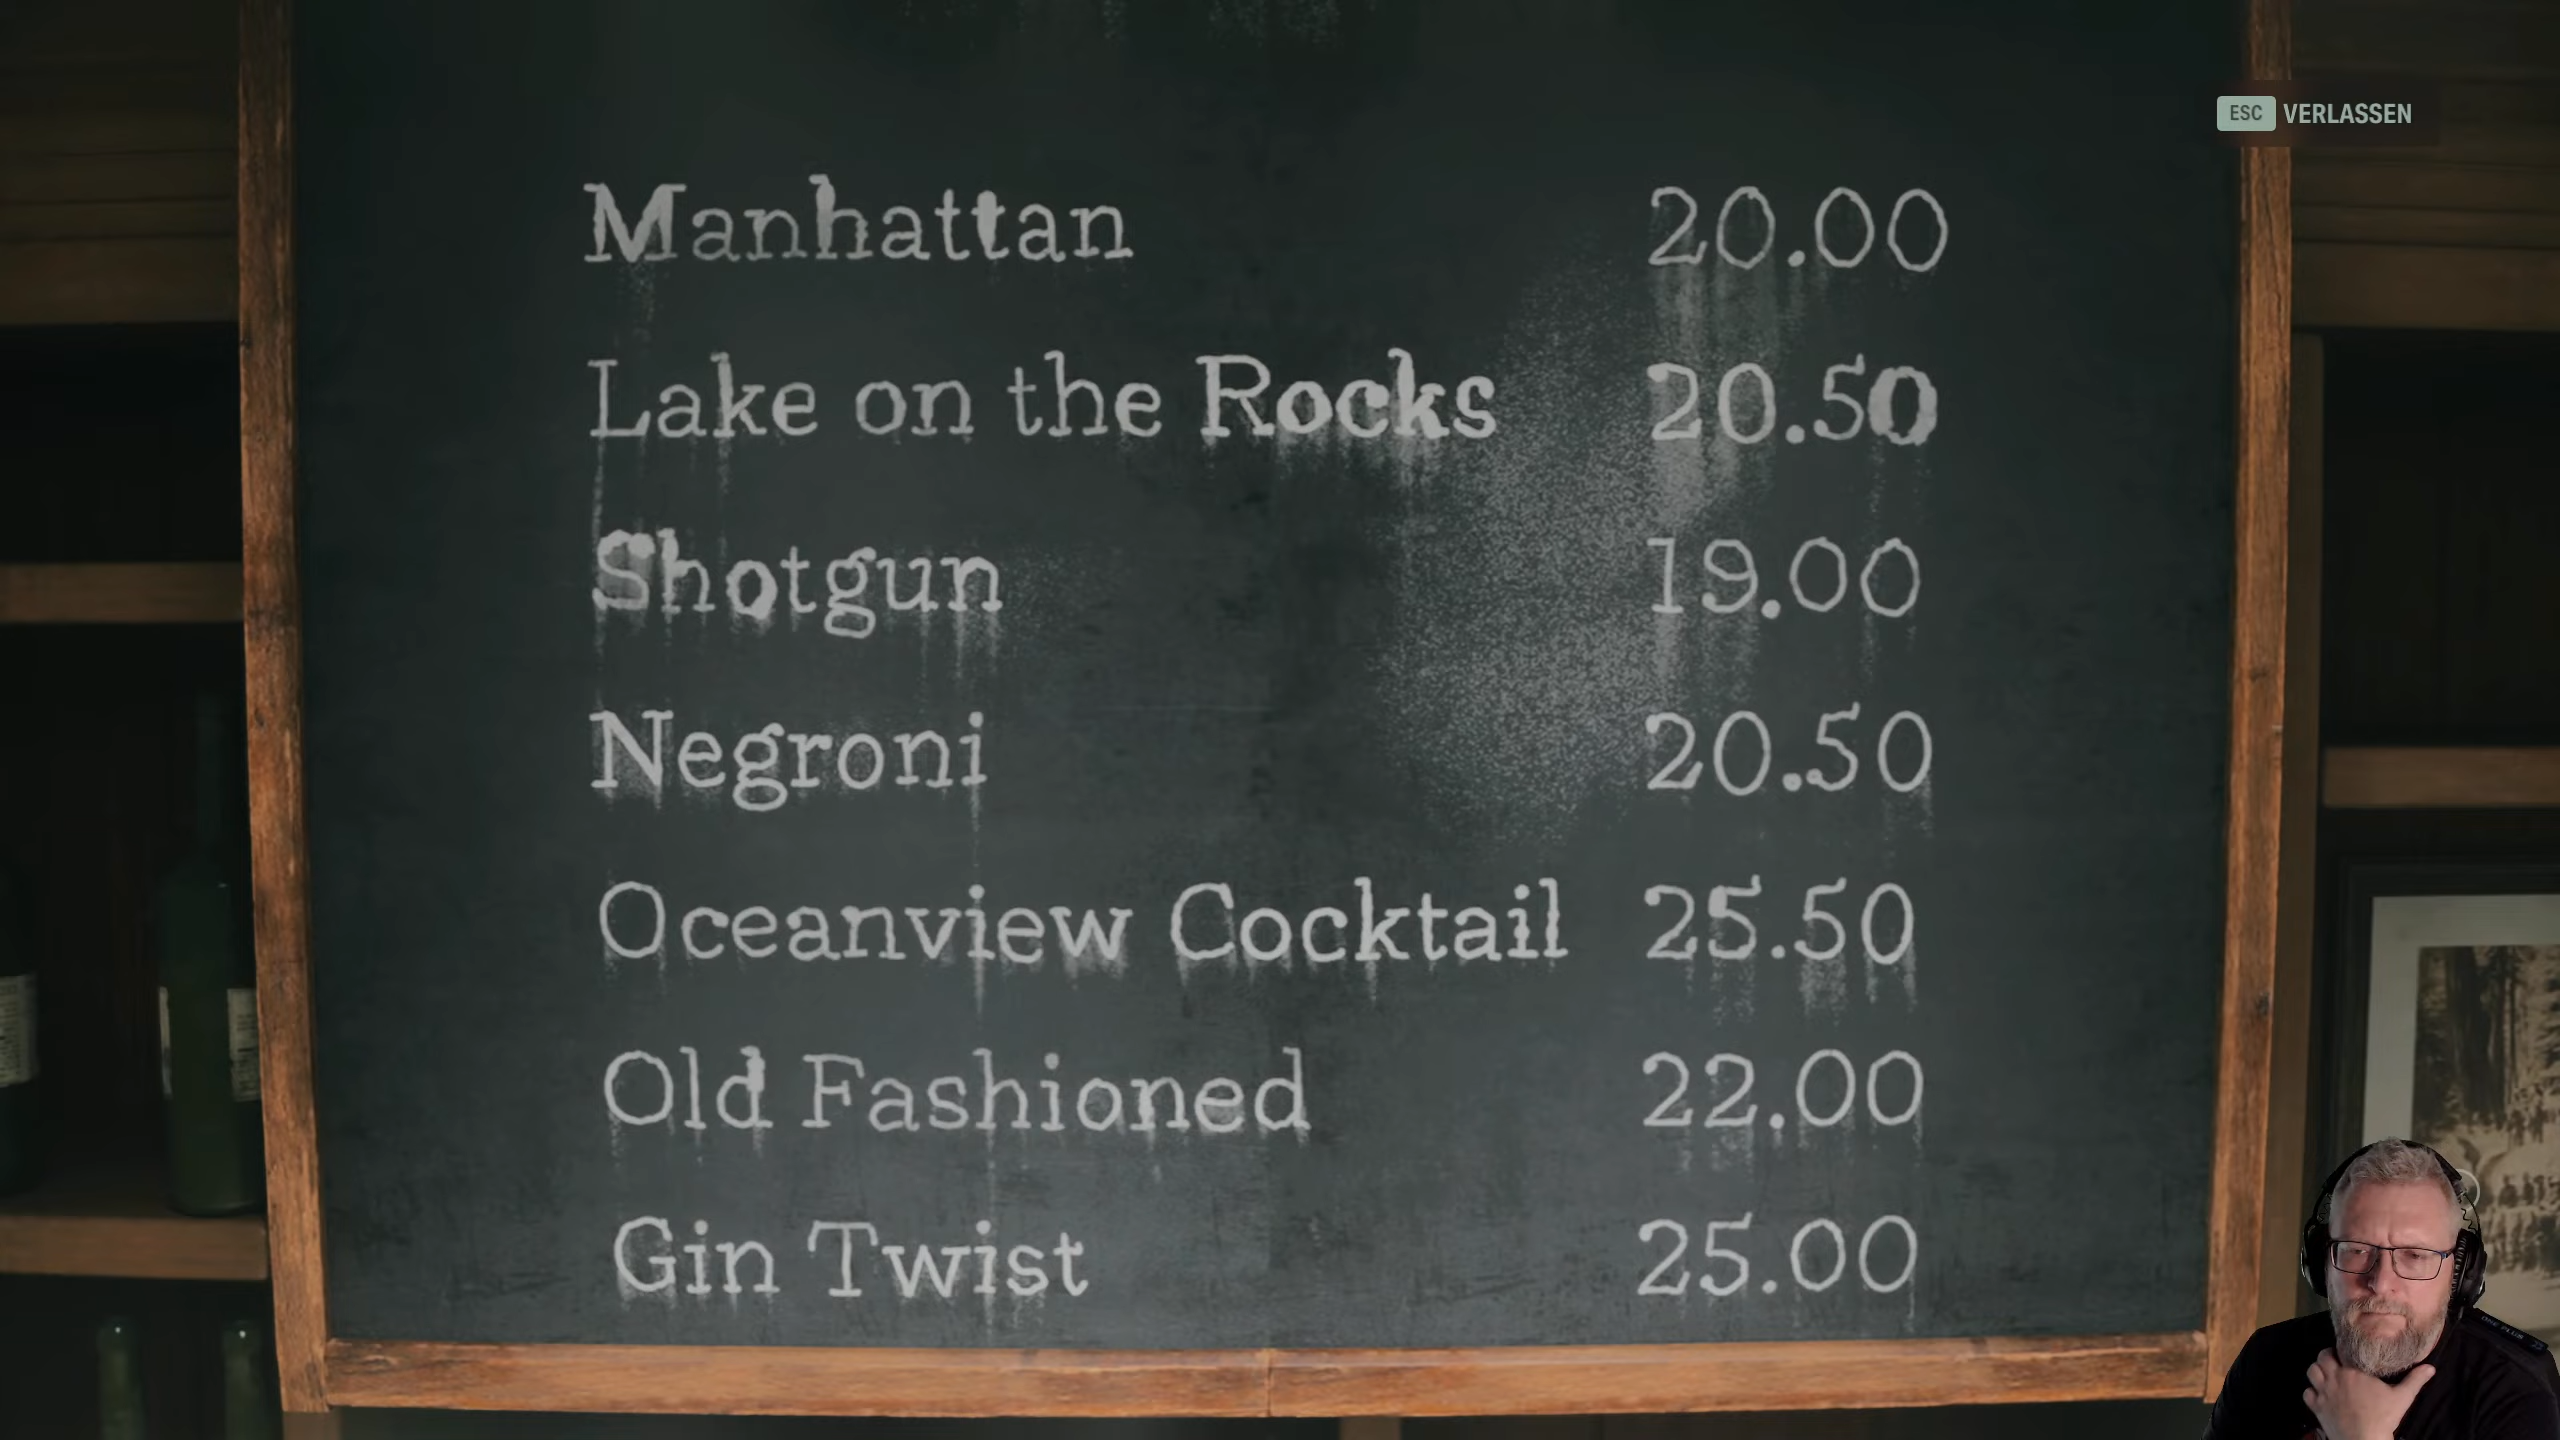 ESC VERLASSEN
Manhattan 20.00
Lake on the Rocks 20.50
Shotgun 19.00
Negroni 20.50
Oceanview Cocktail 25.50
Old Fashioned 22.00
Gin Twist 25.00